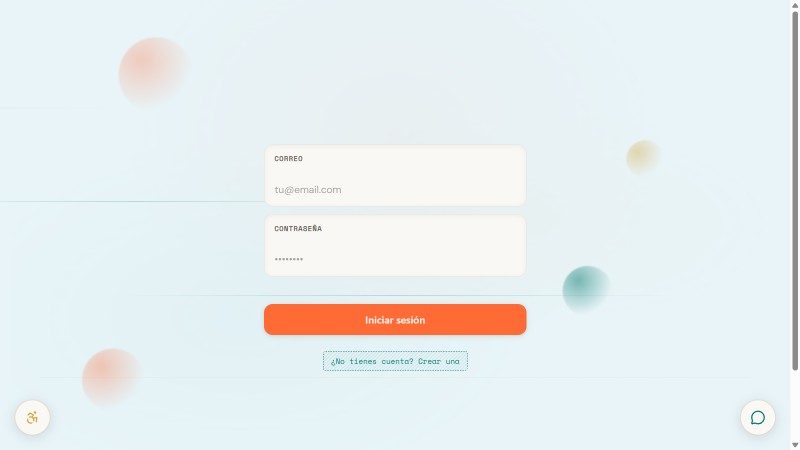 CORREO
tu@email.com
CONTRASEÑA
••••••••
Iniciar sesión
¿No tienes cuenta? Crear una